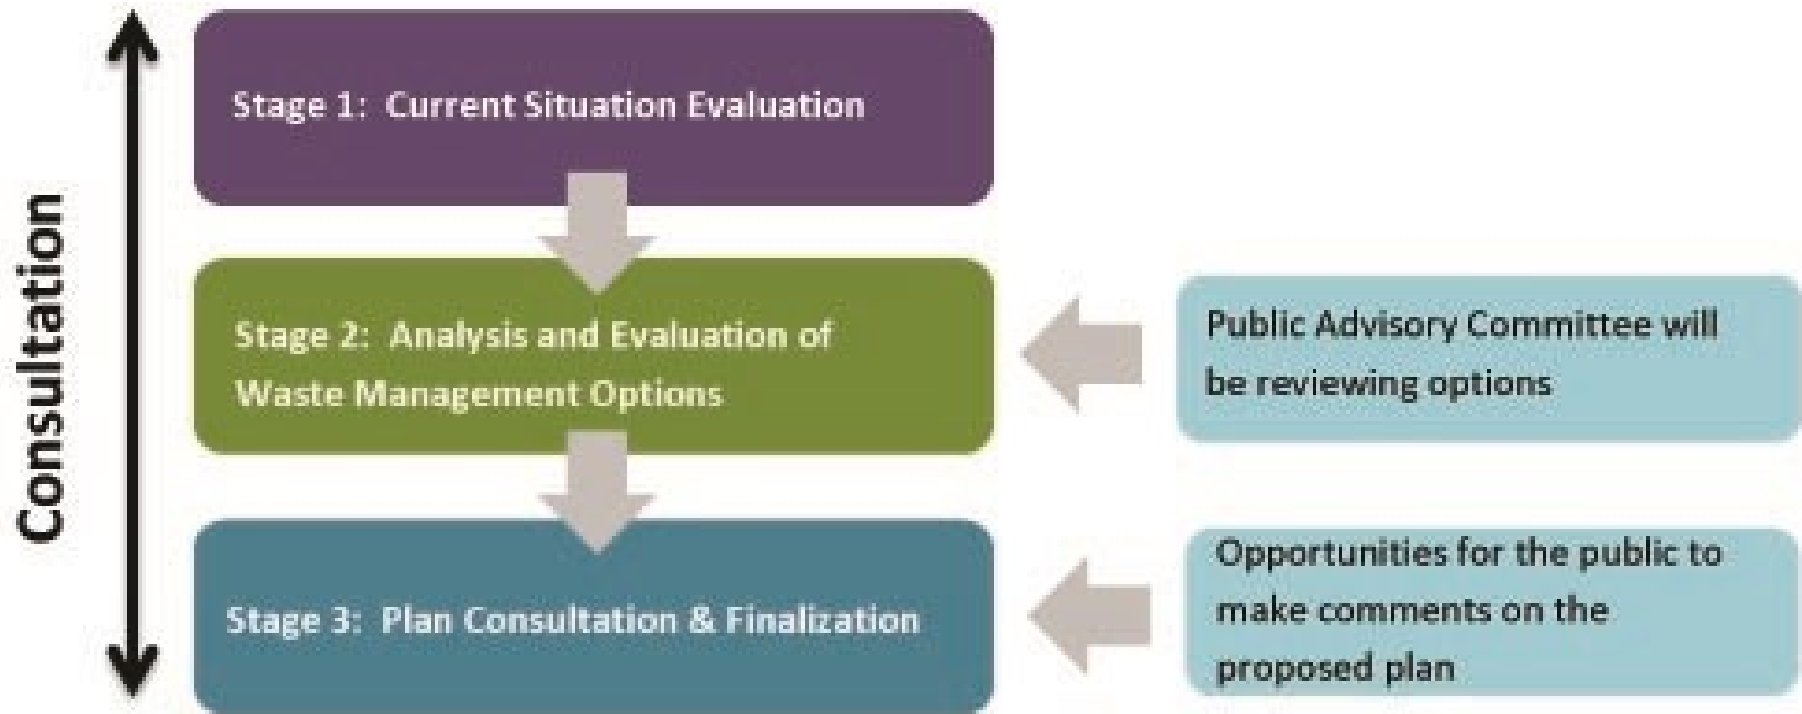 Consultation
Stage 1: Current Situation Evaluation
Stage 2: Analysis and Evaluation of
Waste Management Options
Public Advisory Committee will
be reviewing options
Stage 3: Plan Consultation & Finalization
Opportunities for the public to
make comments on the
proposed plan